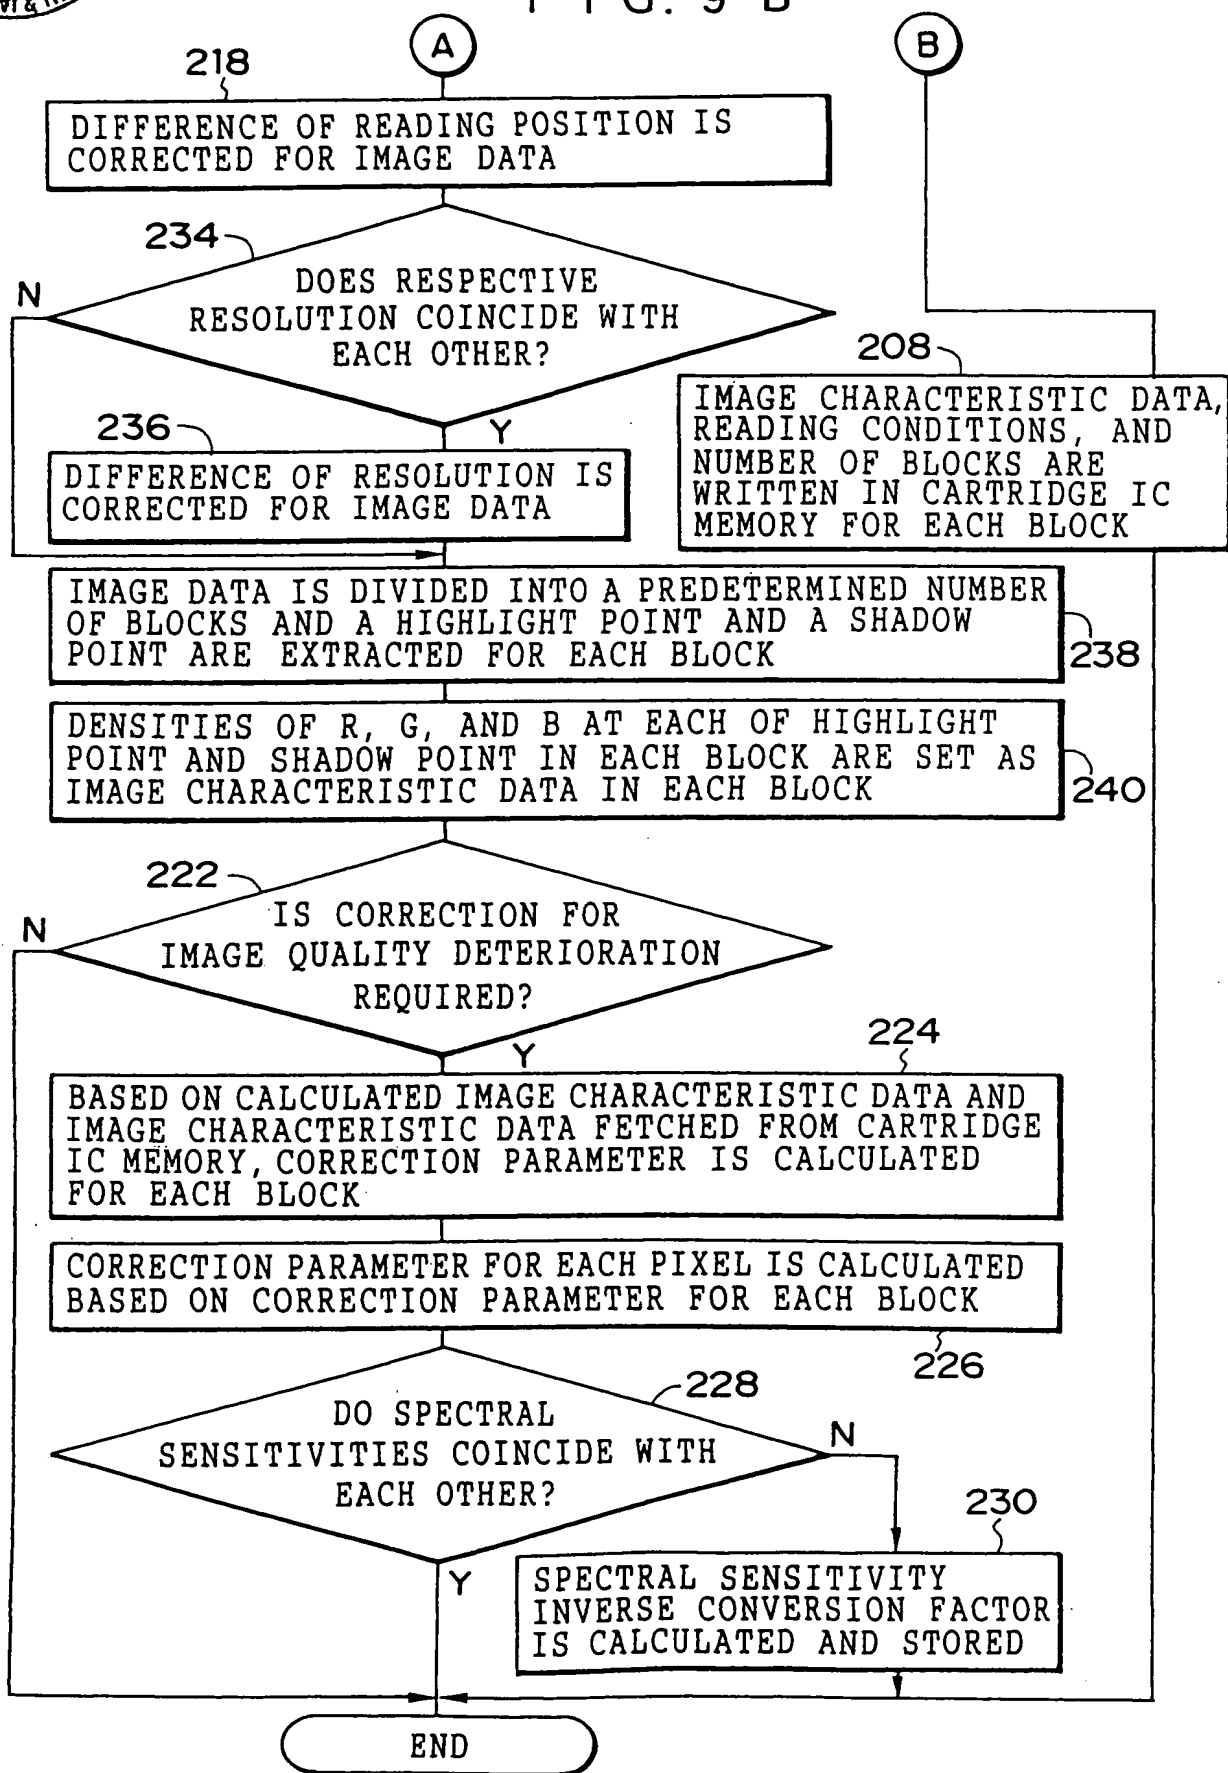 FIG. 9 B
A
B
218
DIFFERENCE OF READING POSITION IS
CORRECTED FOR IMAGE DATA
234
N
DOES RESPECTIVE
RESOLUTION COINCIDE WITH
EACH OTHER?
Y
208
IMAGE CHARACTERISTIC DATA,
READING CONDITIONS, AND
NUMBER OF BLOCKS ARE
WRITTEN IN CARTRIDGE IC
MEMORY FOR EACH BLOCK
236
DIFFERENCE OF RESOLUTION IS
CORRECTED FOR IMAGE DATA
IMAGE DATA IS DIVIDED INTO A PREDETERMINED NUMBER
OF BLOCKS AND A HIGHLIGHT POINT AND A SHADOW
POINT ARE EXTRACTED FOR EACH BLOCK
238
DENSITIES OF R, G, AND B AT EACH OF HIGHLIGHT
POINT AND SHADOW POINT IN EACH BLOCK ARE SET AS
IMAGE CHARACTERISTIC DATA IN EACH BLOCK
240
222
N
IS CORRECTION FOR
IMAGE QUALITY DETERIORATION
REQUIRED?
Y
224
BASED ON CALCULATED IMAGE CHARACTERISTIC DATA AND
IMAGE CHARACTERISTIC DATA FETCHED FROM CARTRIDGE
IC MEMORY, CORRECTION PARAMETER IS CALCULATED
FOR EACH BLOCK
CORRECTION PARAMETER FOR EACH PIXEL IS CALCULATED
BASED ON CORRECTION PARAMETER FOR EACH BLOCK
226
228
DO SPECTRAL
SENSITIVITIES COINCIDE WITH
EACH OTHER?
N
Y
230
SPECTRAL SENSITIVITY
INVERSE CONVERSION FACTOR
IS CALCULATED AND STORED
END